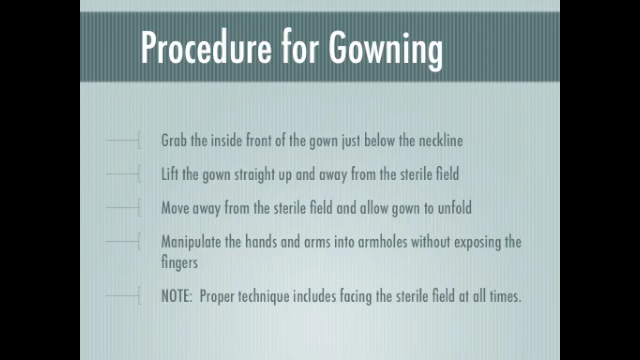 Procedure for Gowning
Grab the inside front of the gown just below the neckline
Lift the gown straight up and away from the sterile field
Move away from the sterile field and allow gown to unfold
Manipulate the hands and arms into armholes without exposing the
fingers
NOTE: Proper technique includes facing the sterile field at all times.